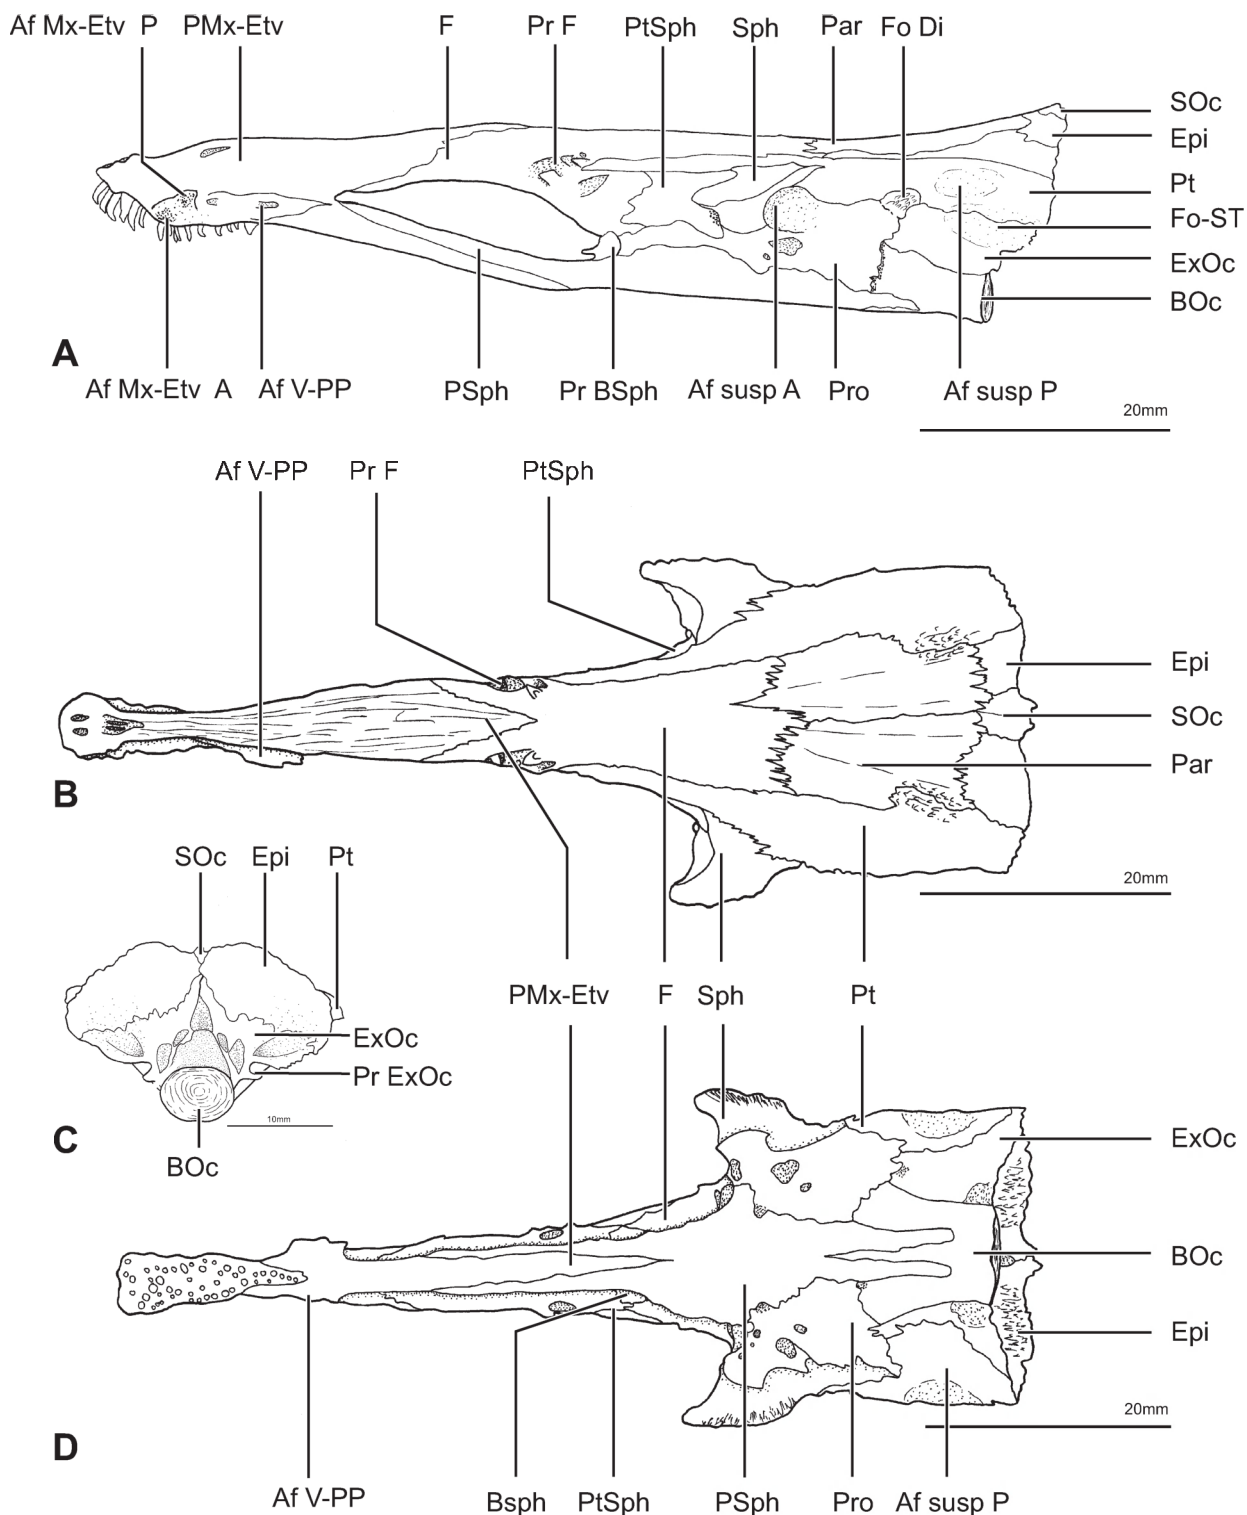 Af Mx-Etv P PMx-Etv F Pr F PtSph Sph Par Fo Di
SOc
Epi
Pt
Fo-ST
ExOc
BOc
A
Af Mx-Etv A Af V-PP PSph Pr BSph Af susp A Pro Af susp P
20mm
Af V-PP Pr F PtSph
Epi
SOc
Par
B
20mm
SOc Epi Pt
PMx-Etv F Sph Pt
ExOc
Pr ExOc
10mm
C
BOc
ExOc
BOc
Epi
20mm
D
Af V-PP Bsph PtSph PSph Pro Af susp P